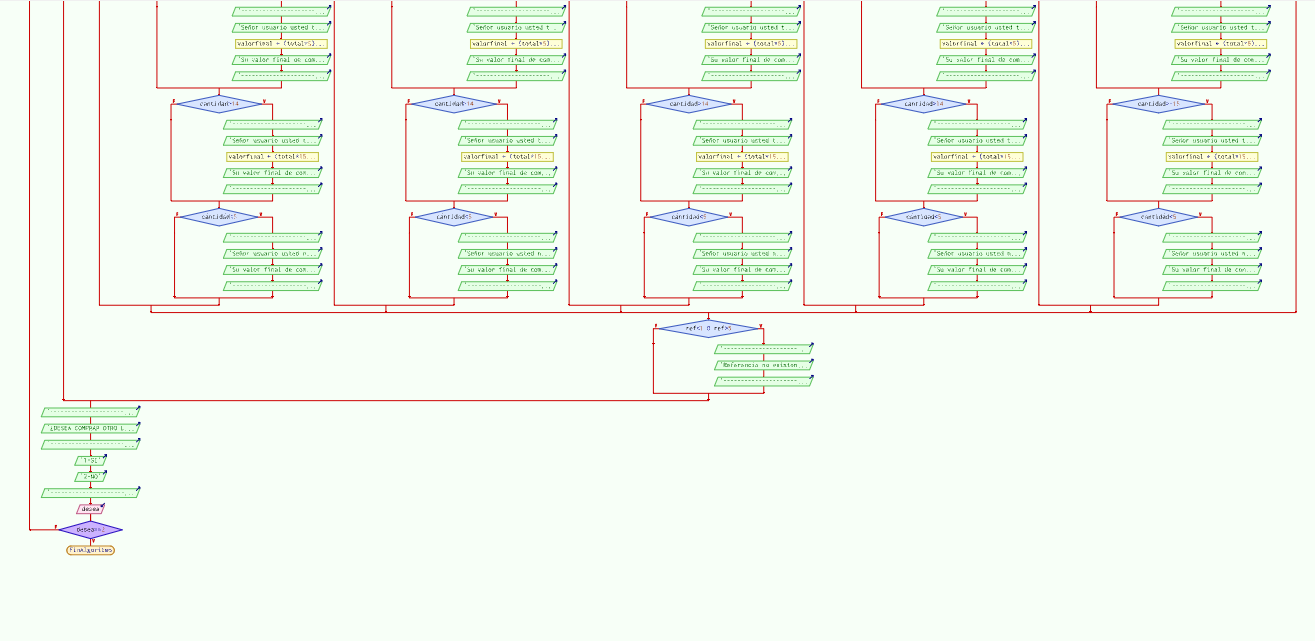 'Señor usuario usted t... 'Señor usuario usted t... 'Señor usuario usted t... 'Señor usuario usted t... 'Señor usuario usted t...
valorfinal ← (total*5)... valorfinal ← (total*5)... valorfinal ← (total*5)... valorfinal ← (total*5)... valorfinal ← (total*5)...
'Su valor final de com... 'Su valor final de com... 'Su valor final de com... 'Su valor final de com... 'Su valor final de com...
F cantidad>14 V F cantidad>14 V F cantidad>14 V F cantidad>14 V F V
'Señor usuario usted t... 'Señor usuario usted t... 'Señor usuario usted t... 'Señor usuario usted t... 'Señor usuario usted t...
valorfinal ← (total*15... valorfinal ← (total*15... valorfinal ← (total*15... valorfinal ← (total*15... valorfinal ← (total*15...
'Su valor final de com... 'Su valor final de com... 'Su valor final de com... 'Su valor final de com... 'Su valor final de com...
F cantidad<5 V F cantidad<5 V F cantidad<5 V F cantidad<5 V F cantidad<5 V
'Señor usuario usted n... 'Señor usuario usted n... 'Señor usuario usted n... 'Señor usuario usted n... 'Señor usuario usted n...
'Su valor final de com... 'Su valor final de com... 'Su valor final de com... 'Su valor final de com... 'Su valor final de com...
F V
'Referencia no existen...
'¿DESEA COMPRAR OTRO L...
'1-SI'
'2-NO'
desea
F
V
FinAlgoritmo